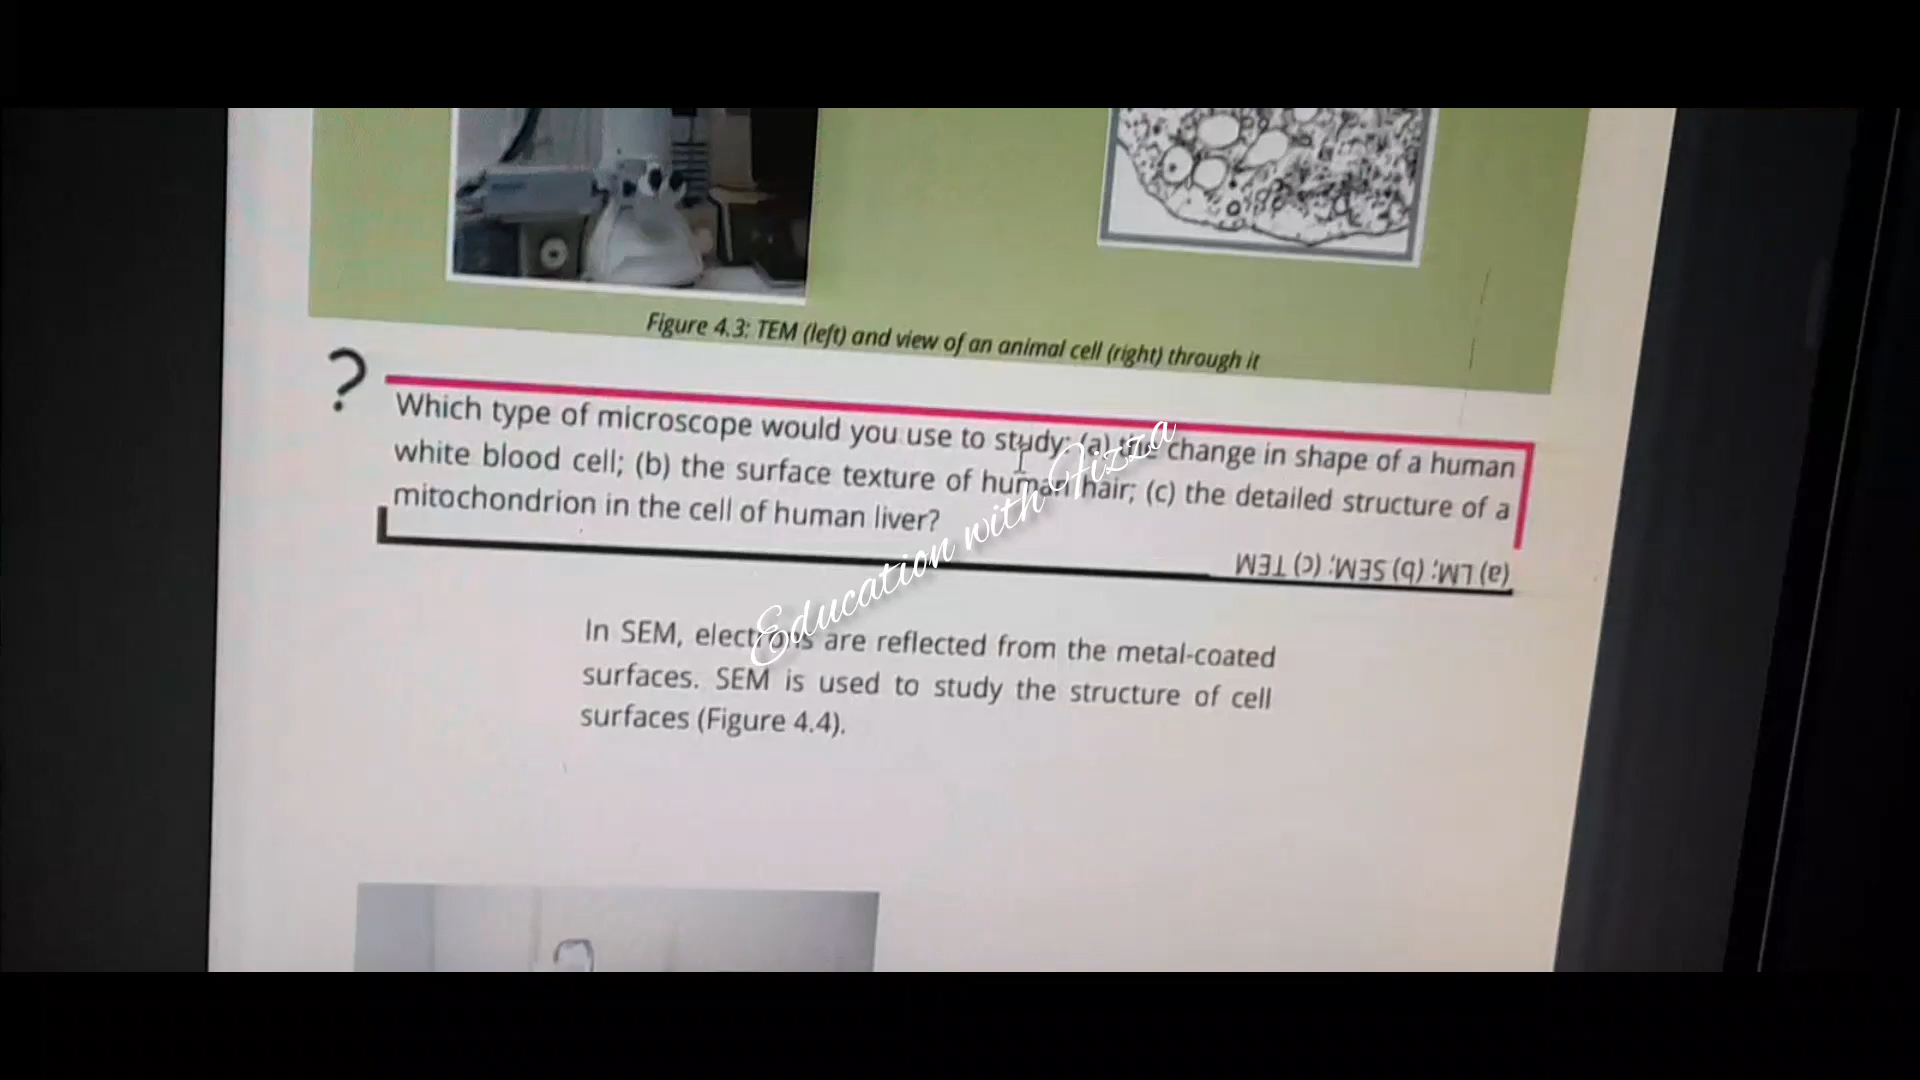 Figure 4.3: TEM (left) and view of an animal cell (right) through it
?
Which type of microscope would you use to study: (a) the change in shape of a human
white blood cell; (b) the surface texture of human hair; (c) the detailed structure of a
mitochondrion in the cell of human liver?
(a) LM; (b) SEM; (c) TEM
In SEM, electrons are reflected from the metal-coated
surfaces. SEM is used to study the structure of cell
surfaces (Figure 4.4).
Education with Fizza